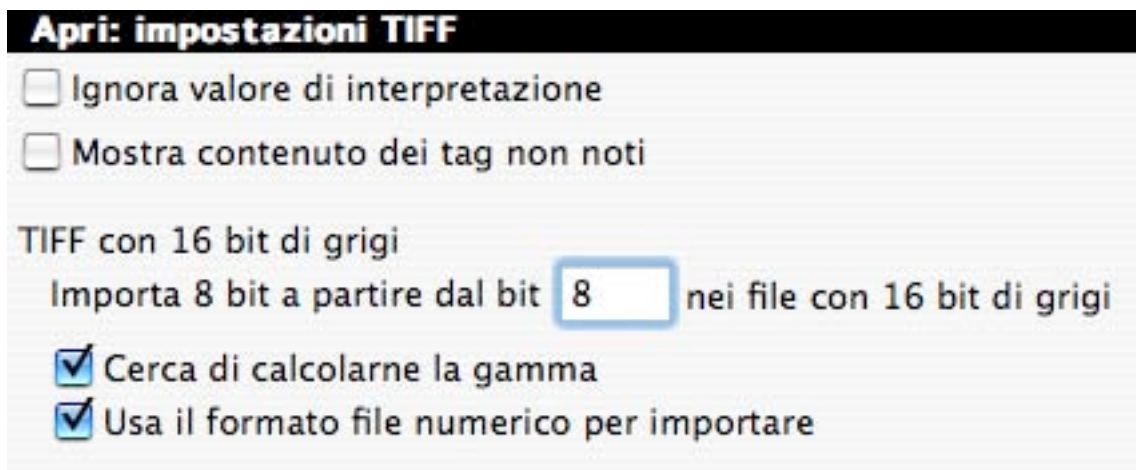 Apri: impostazioni TIFF
Ignora valore di interpretazione
Mostra contenuto dei tag non noti
TIFF con 16 bit di grigi
Importa 8 bit a partire dal bit 8 nei file con 16 bit di grigi
Cerca di calcolarne la gamma
Usa il formato file numerico per importare